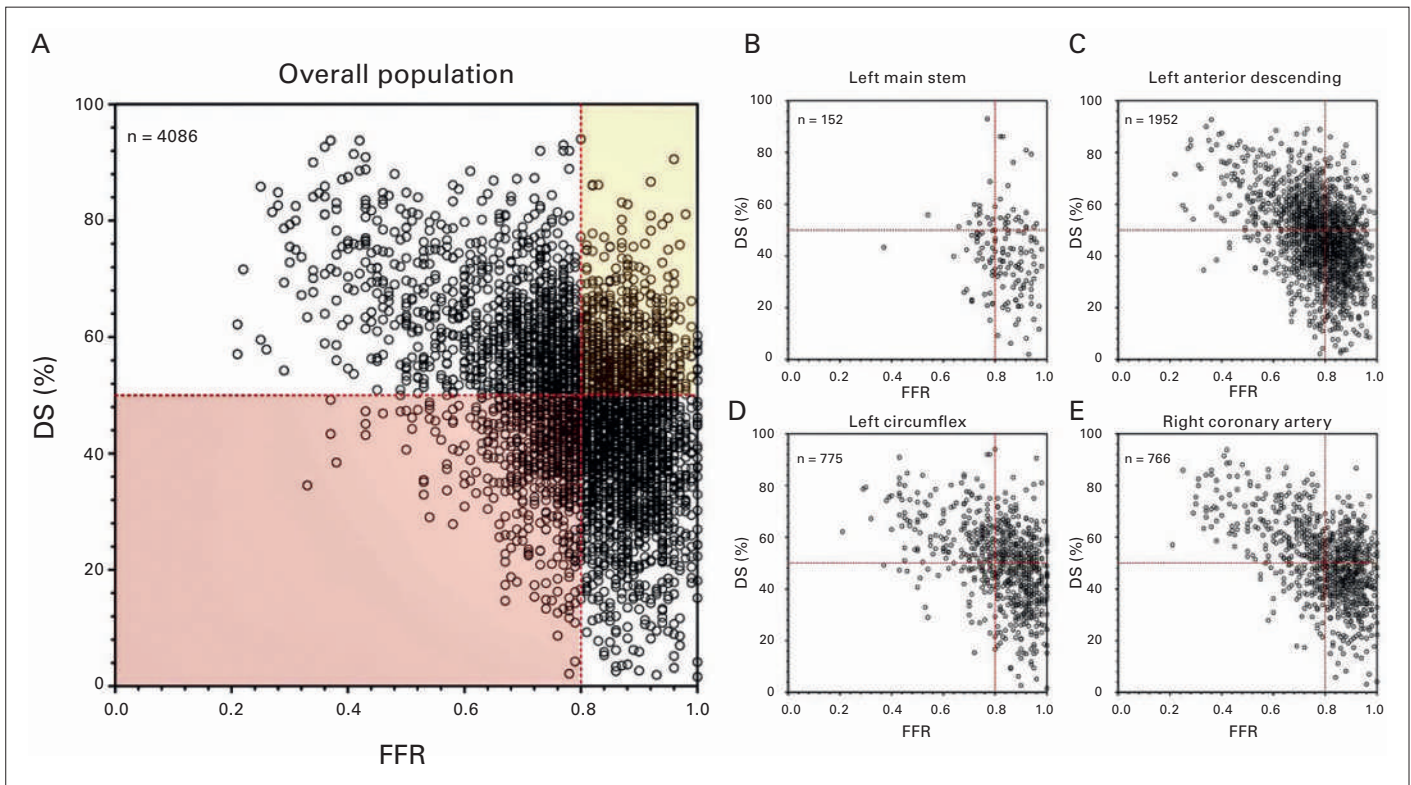 A
Overall population
n = 4086
100
80
60
40
20
0
DS (%)
0.0 0.2 0.4 0.6 0.8 1.0
FFR
B
Left main stem
n = 152
100
80
60
40
20
0
DS (%)
0.0 0.2 0.4 0.6 0.8 1.0
FFR
C
Left anterior descending
n = 1952
100
80
60
40
20
0
DS (%)
0.0 0.2 0.4 0.6 0.8 1.0
FFR
D
Left circumflex
n = 775
100
80
60
40
20
0
DS (%)
0.0 0.2 0.4 0.6 0.8 1.0
FFR
E
Right coronary artery
n = 766
100
80
60
40
20
0
DS (%)
0.0 0.2 0.4 0.6 0.8 1.0
FFR